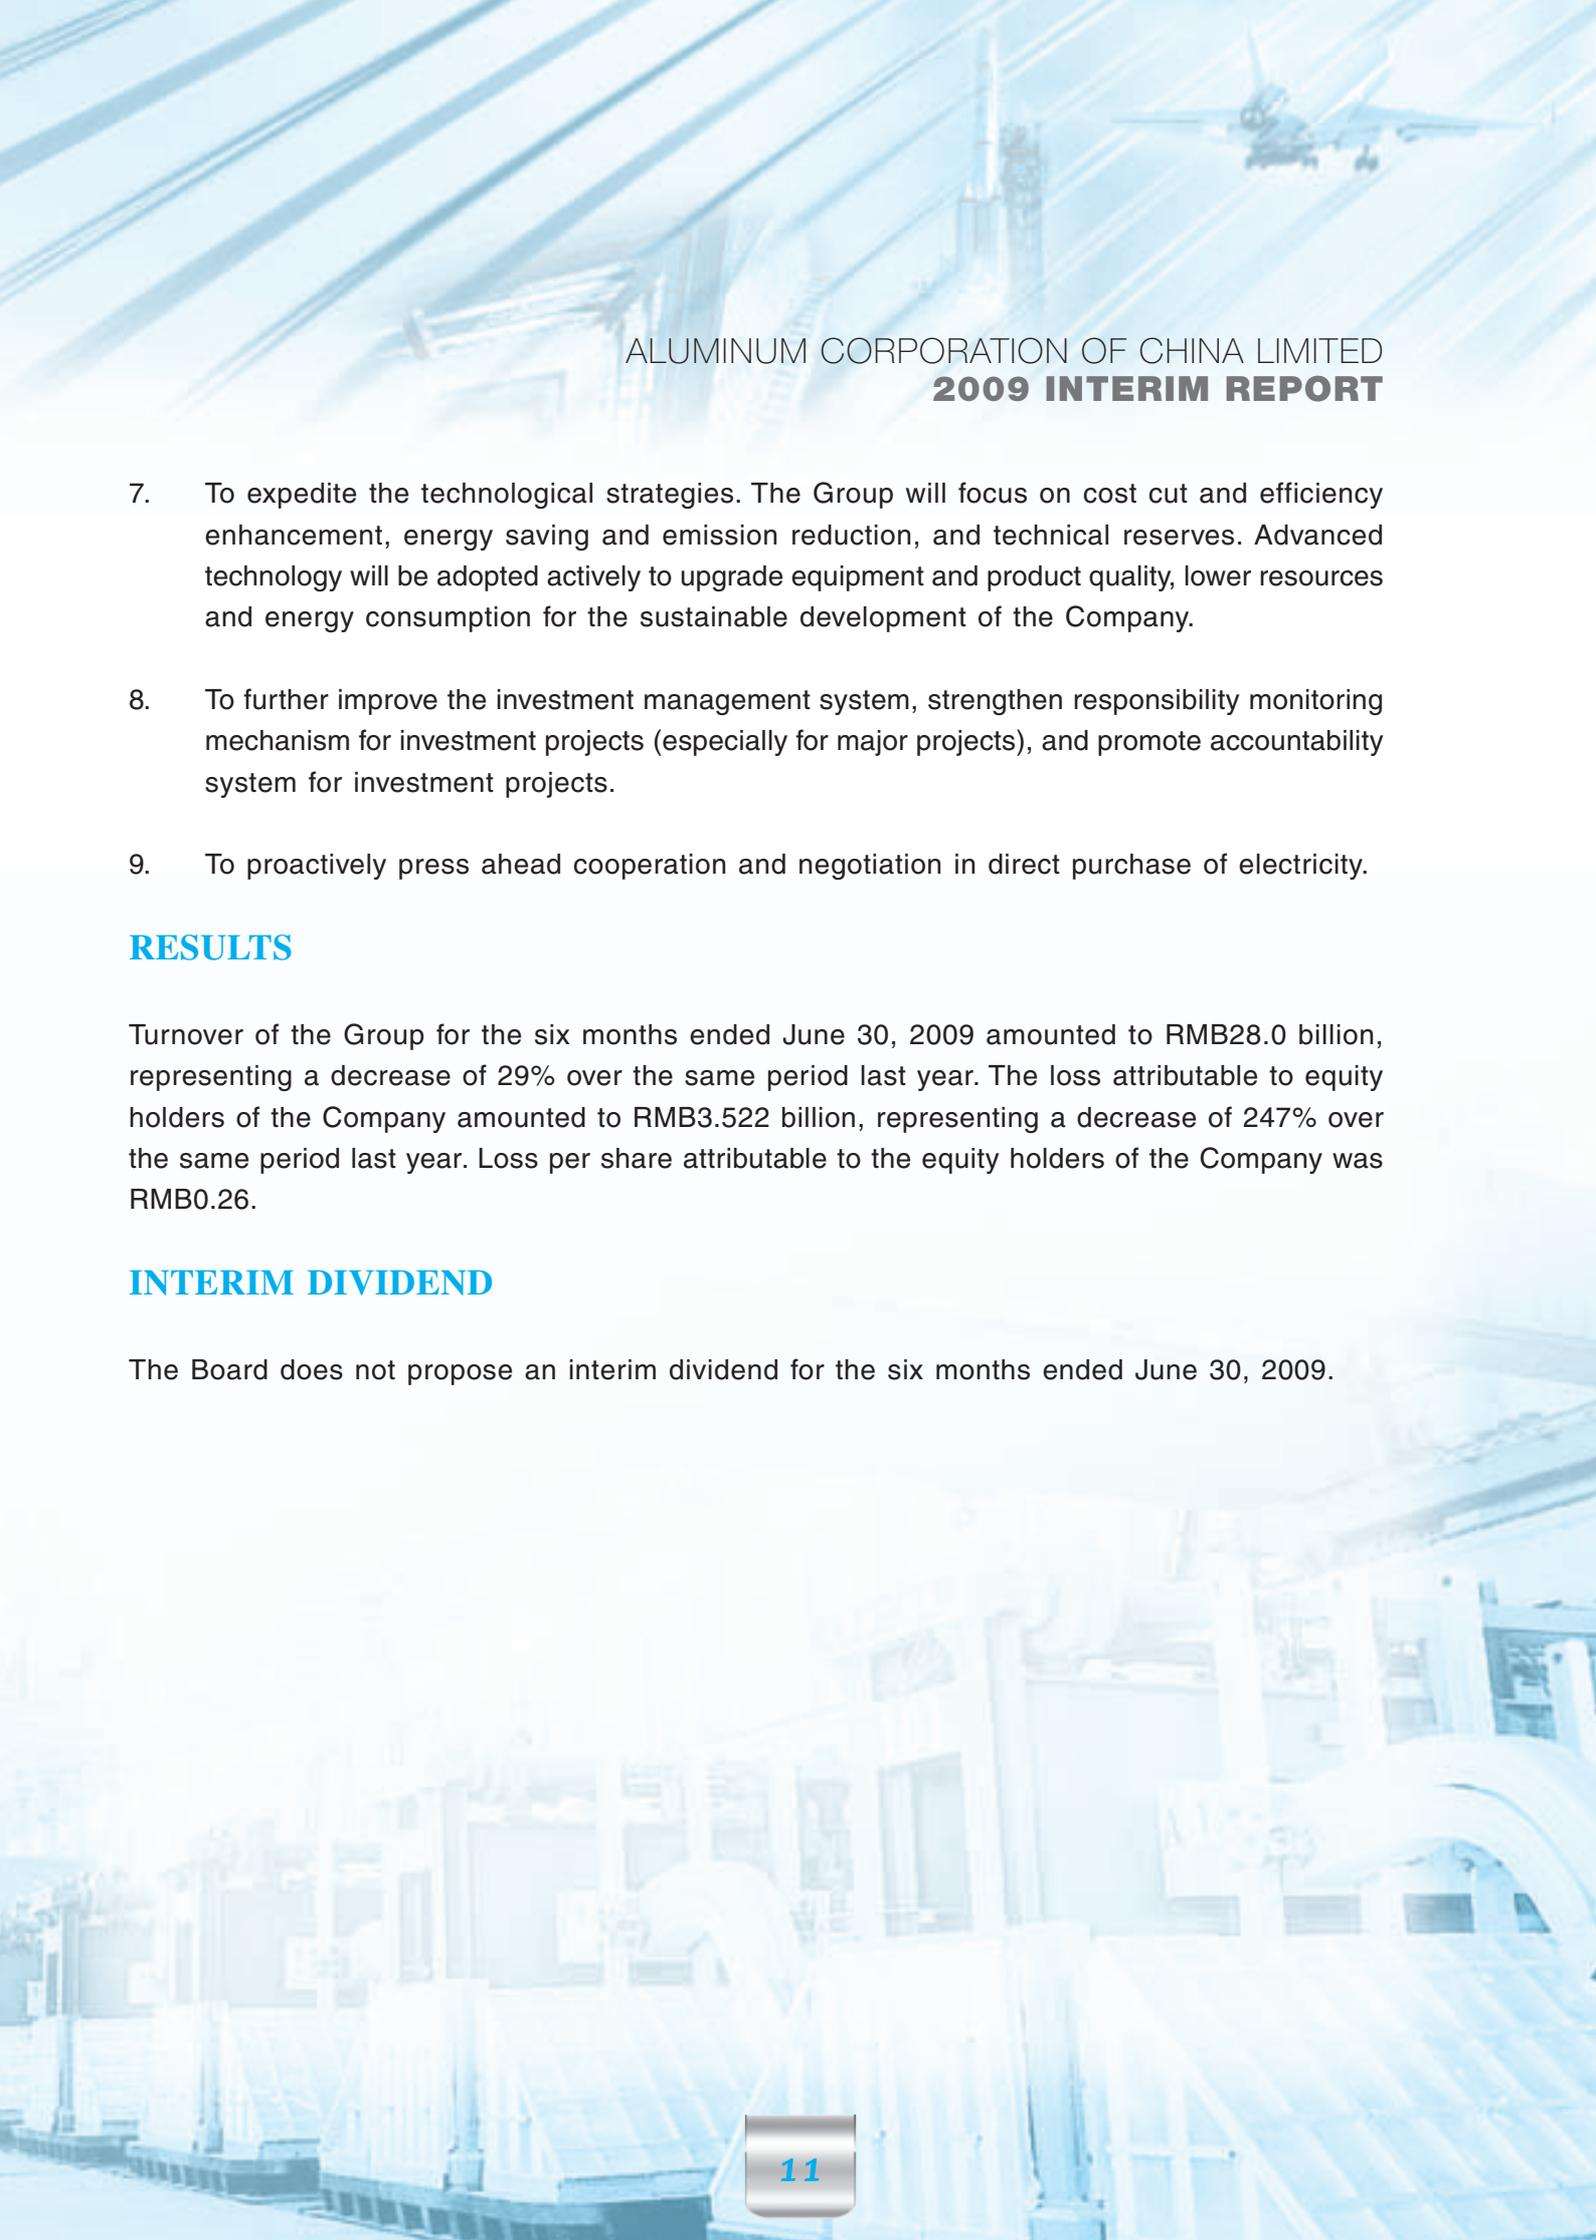 ALUMINUM CORPORATION OF CHINA LIMITED
2009 INTERIM REPORT
7. To expedite the technological strategies. The Group will focus on cost cut and efficiency
enhancement, energy saving and emission reduction, and technical reserves. Advanced
technology will be adopted actively to upgrade equipment and product quality, lower resources
and energy consumption for the sustainable development of the Company.
8. To further improve the investment management system, strengthen responsibility monitoring
mechanism for investment projects (especially for major projects), and promote accountability
system for investment projects.
9. To proactively press ahead cooperation and negotiation in direct purchase of electricity.
RESULTS
Turnover of the Group for the six months ended June 30, 2009 amounted to RMB28.0 billion,
representing a decrease of 29% over the same period last year. The loss attributable to equity
holders of the Company amounted to RMB3.522 billion, representing a decrease of 247% over
the same period last year. Loss per share attributable to the equity holders of the Company was
RMB0.26.
INTERIM DIVIDEND
The Board does not propose an interim dividend for the six months ended June 30, 2009.
11